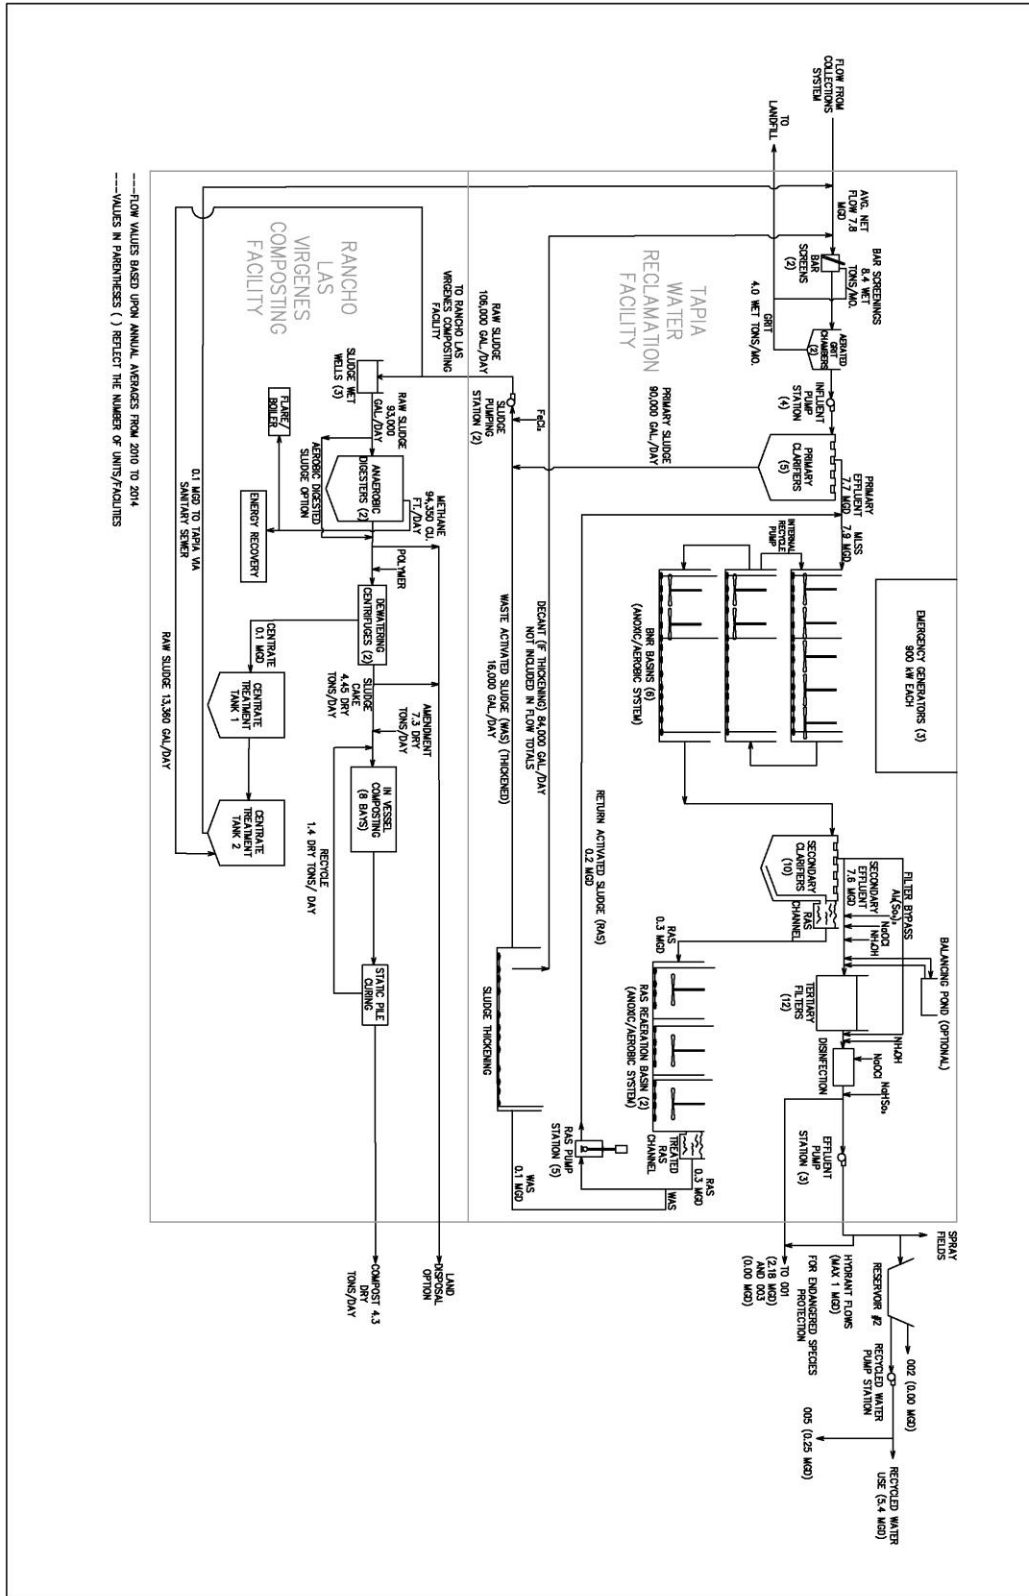 FLOW FROM
COLLECTIONS
SYSTEM
TO
LANDFILL
AVG. NET
FLOW 7.8
MGD
BAR SCREENINGS
8.4 WET
TONS/MO.
BAR
SCREENS
(2)
GRIT
4.0 WET TONS/MO.
AERATED
GRIT
CHAMBERS
(2)
INFLUENT
PUMP
STATION
(4)
PRIMARY
CLARIFIERS
(5)
PRIMARY
EFFLUENT
7.7 MGD
MLSS
7.9 MGD
PRIMARY SLUDGE
90,000 GAL./DAY
TAPIA
WATER
RECLAMATION
FACILITY
INTERNAL
RECYCLE
PUMP
BNR BASINS (6)
(ANOXIC/AEROBIC SYSTEM)
EMERGENCY GENERATORS (3)
900 kW EACH
SECONDARY
CLARIFIERS
(10)
RAS
CHANNEL
SECONDARY
EFFLUENT
7.6 MGD
FILTER BYPASS
NaOCl
NH₄OH
BALANCING POND (OPTIONAL)
TERTIARY
FILTERS
(12)
NH₄OH
NaOCl
DISINFECTION
NaHSo₃
EFFLUENT
PUMP
STATION (3)
RAS
0.3 MGD
RAS REAERATION BASIN (2)
(ANOXIC/AEROBIC SYSTEM)
TREATED
RAS
CHANNEL
RAS
0.3 MGD
WAS
RAS PUMP
STATION (5)
RETURN ACTIVATED SLUDGE (RAS)
0.2 MGD
DECANT (IF THICKENING) 84,000 GAL./DAY
NOT INCLUDED IN FLOW TOTALS
WASTE ACTIVATED SLUDGE (WAS) (THICKENED)
16,000 GAL./DAY
SLUDGE THICKENING
WAS
0.1 MGD
SLUDGE
PUMPING
STATION (2)
RAW SLUDGE
106,000 GAL./DAY
TO RANCHO LAS
VIRGENES COMPOSTING
FACILITY
SPRAY
FIELDS
RESERVOIR #2
002 (0.00 MGD)
RECYCLED WATER
PUMP STATION
005 (0.25 MGD)
RECYCLED WATER
USE (5.4 MGD)
HYDRANT FLOWS
(MAX 1 MGD)
FOR ENDANGERED SPECIES
PROTECTION
TO 001
(2.18 MGD)
AND 003
(0.00 MGD)
RANCHO
LAS
VIRGENES
COMPOSTING
FACILITY
SLUDGE WET
WELLS (3)
RAW SLUDGE
93,000
GAL./DAY
FLARE/
BOILER
AEROBIC DIGESTED
SLUDGE OPTION
ANAEROBIC
DIGESTERS (2)
METHANE
94,350 CU.
FT./DAY
ENERGY RECOVERY
POLYMER
DEWATERING
CENTRIFUGES (2)
CENTRATE
0.1 MGD
SLUDGE
CAKE
4.45 DRY
TONS/DAY
AMENDMENT
7.3 DRY
TONS/DAY
IN VESSEL
COMPOSTING
(8 BAYS)
RECYCLE
1.4 DRY TONS/ DAY
STATIC PILE
CURING
LAND
DISPOSAL
OPTION
COMPOST 4.3
DRY
TONS/DAY
CENTRATE
TREATMENT
TANK 1
CENTRATE
TREATMENT
TANK 2
0.1 MGD TO TAPIA VIA
SANITARY SEWER
RAW SLUDGE 13,360 GAL/DAY
---FLOW VALUES BASED UPON ANNUAL AVERAGES FROM 2010 TO 2014
---VALUES IN PARENTHESES ( ) REFLECT THE NUMBER OF UNITS/FACILITIES